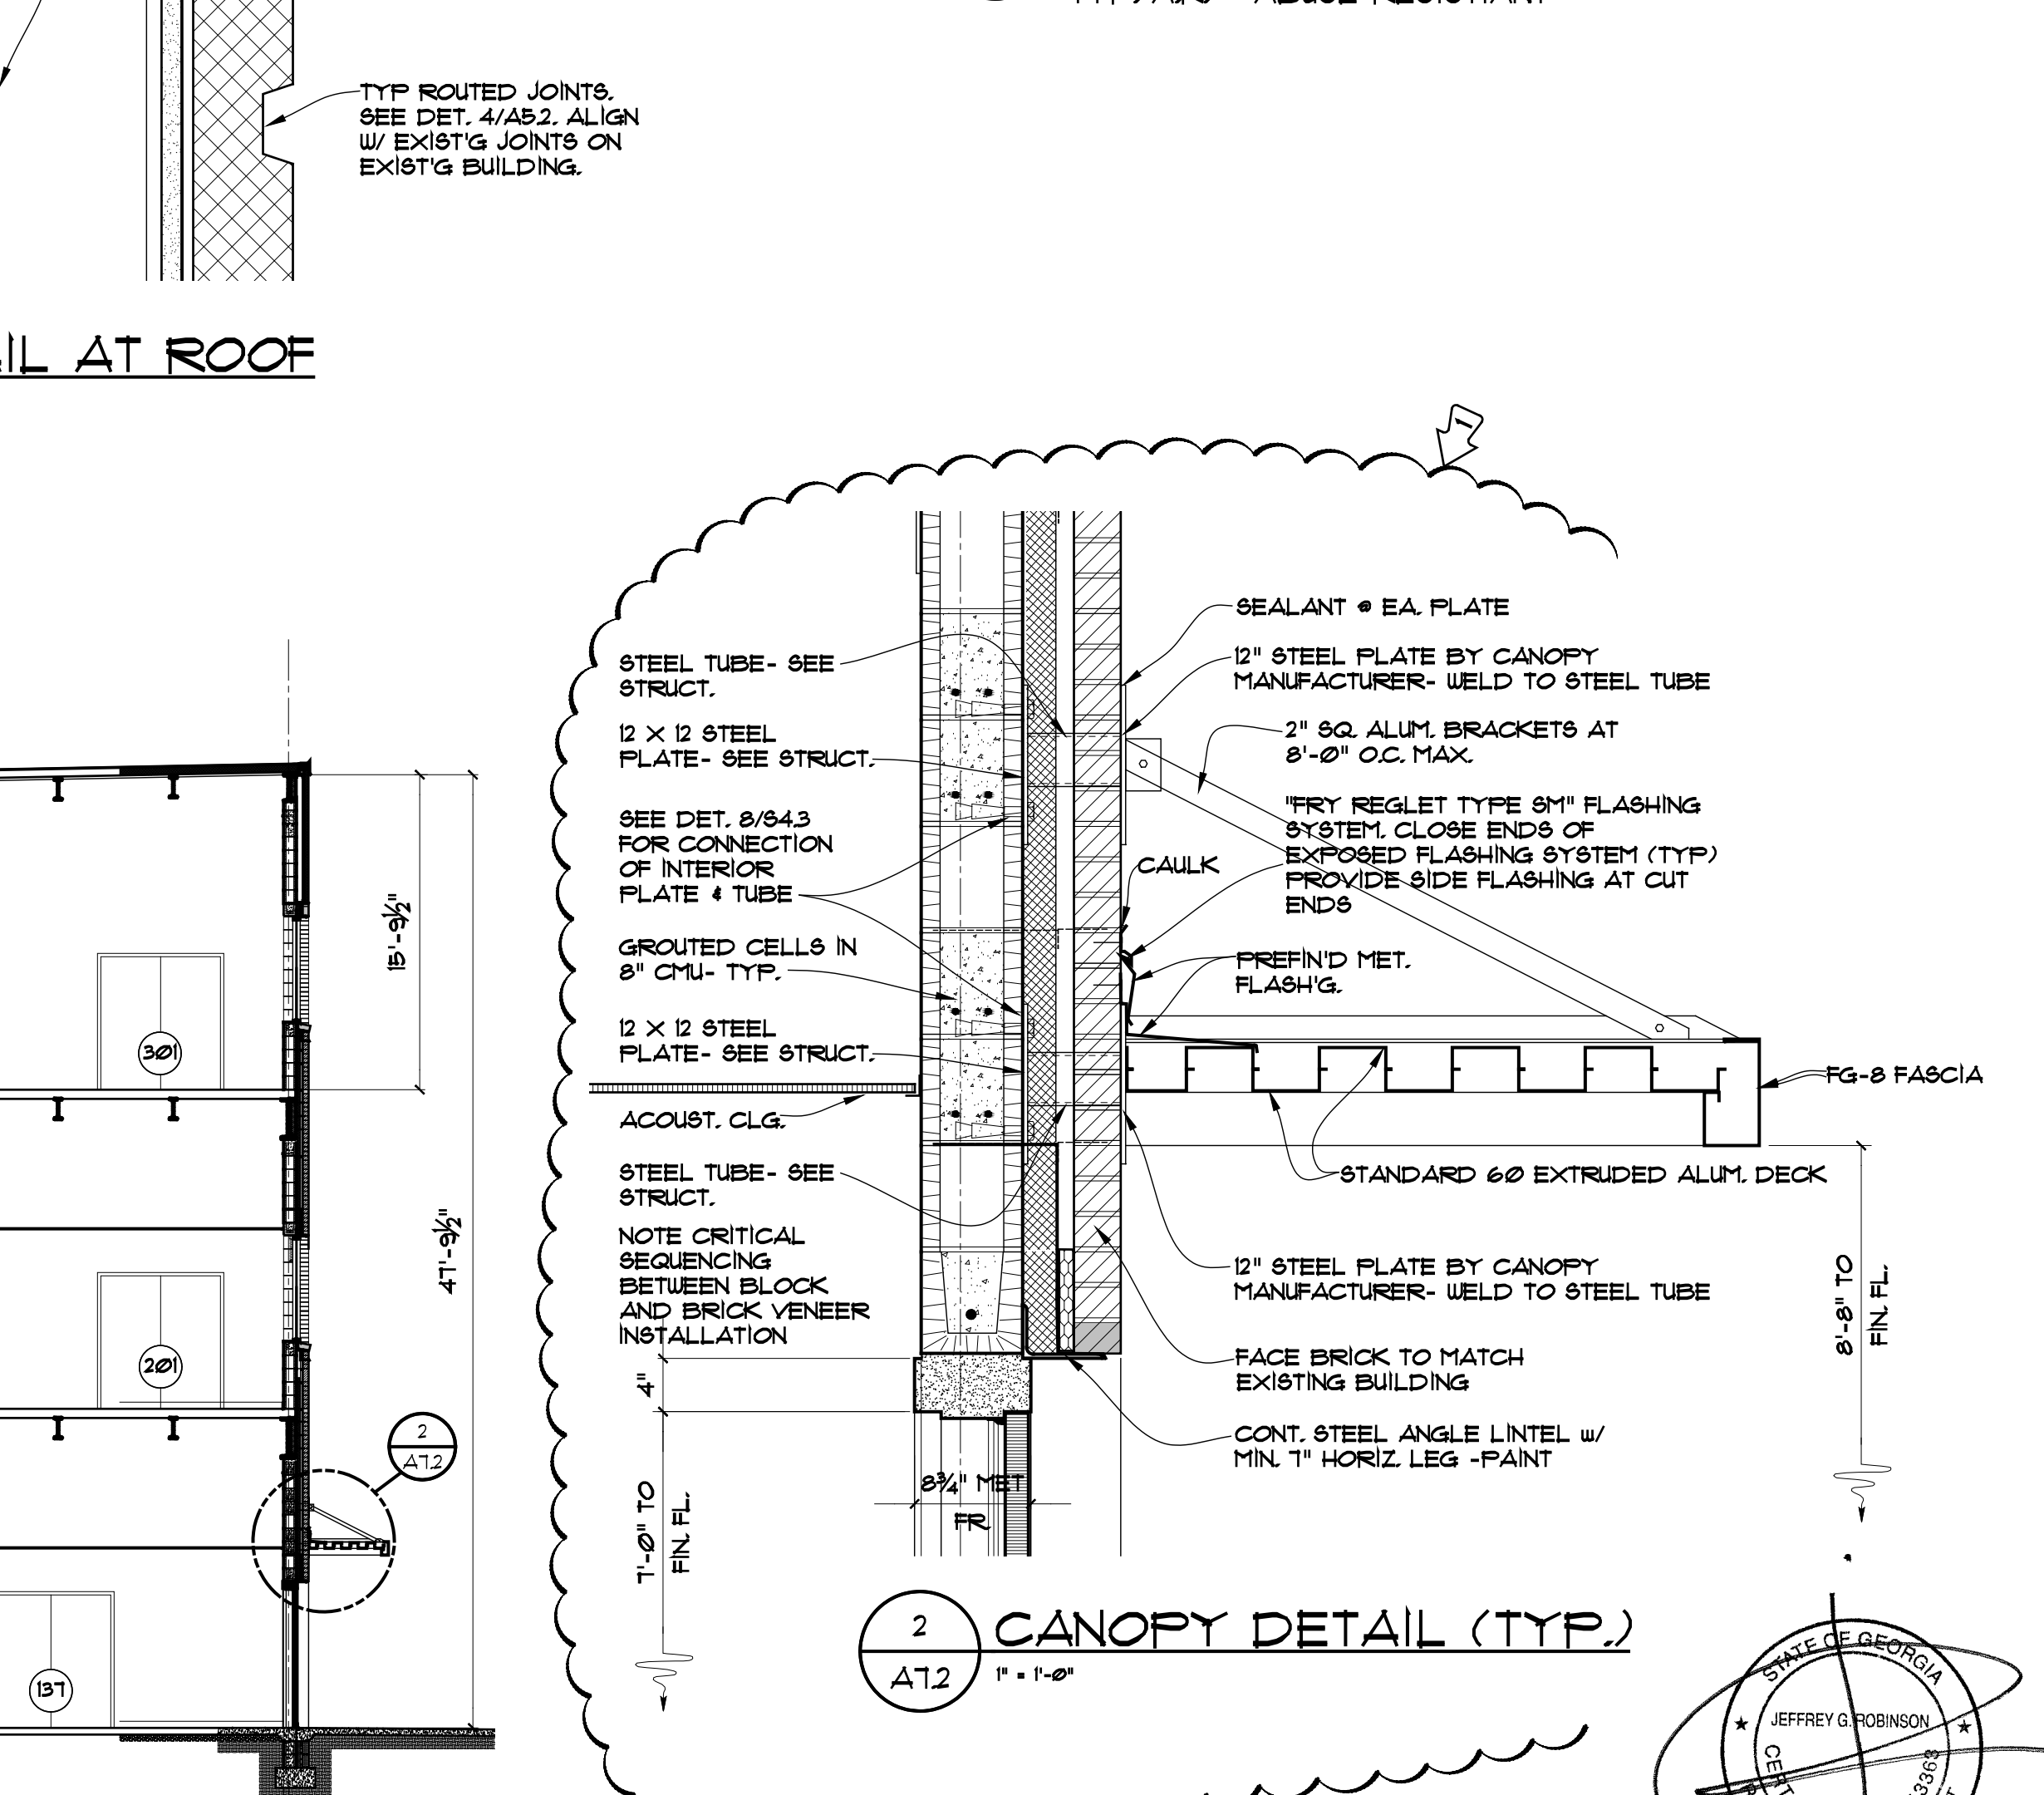 TYP ROUTED JOINTS.
SEE DET. 4/A5.2. ALIGN
W/ EXIST'G JOINTS ON
EXIST'G BUILDING.
AT ROOF
1
STEEL TUBE- SEE
STRUCT.
12 X 12 STEEL
PLATE- SEE STRUCT.
SEE DET. 8/S4.3
FOR CONNECTION
OF INTERIOR
PLATE & TUBE
GROUTED CELLS IN
8" CMU- TYP.
12 X 12 STEEL
PLATE- SEE STRUCT.
ACOUST. CLG.
STEEL TUBE- SEE
STRUCT.
NOTE CRITICAL
SEQUENCING
BETWEEN BLOCK
AND BRICK VENEER
INSTALLATION
SEALANT @ EA. PLATE
12" STEEL PLATE BY CANOPY
MANUFACTURER- WELD TO STEEL TUBE
2" SQ. ALUM. BRACKETS AT
8'-0" O.C. MAX.
"FRY REGLET TYPE SM" FLASHING
SYSTEM. CLOSE ENDS OF
EXPOSED FLASHING SYSTEM (TYP)
PROVIDE SIDE FLASHING AT CUT
ENDS
CAULK
PREFIN'D MET.
FLASH'G.
FG-8 FASCIA
STANDARD 60 EXTRUDED ALUM. DECK
12" STEEL PLATE BY CANOPY
MANUFACTURER- WELD TO STEEL TUBE
FACE BRICK TO MATCH
EXISTING BUILDING
CONT. STEEL ANGLE LINTEL W/
MIN. 7" HORIZ. LEG -PAINT
8'-8" TO
FIN. FL.
4"
7'-0" TO
FIN. FL.
8 3/4" MET
FR
15'-9 1/2"
47'-9 1/2"
301
201
137
2
A7.2
2
A7.2
CANOPY DETAIL (TYP.)
1" = 1'-0"
STATE OF GEORGIA
JEFFREY G. ROBINSON